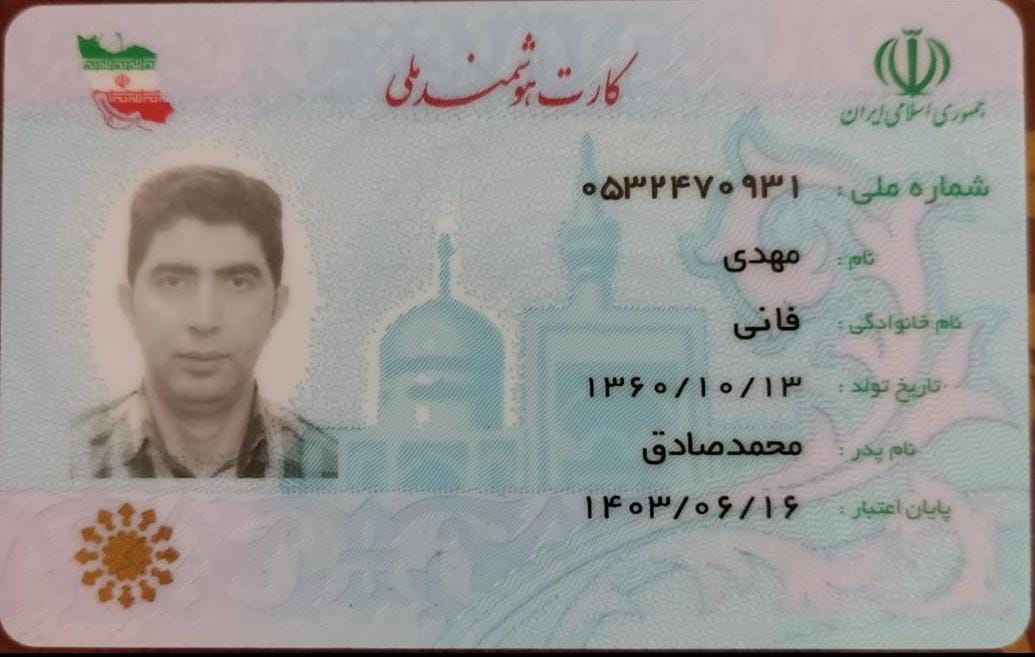 کارت هوشمند ملی
جمهوری اسلامی ایران
شماره ملی : ۰۵۳۲۴۷۰۹۳۱
نام : مهدی
نام خانوادگی : فانی
تاریخ تولد : ۱۳۶۰/۱۰/۱۳
نام پدر : محمدصادق
پایان اعتبار : ۱۴۰۳/۰۶/۱۶